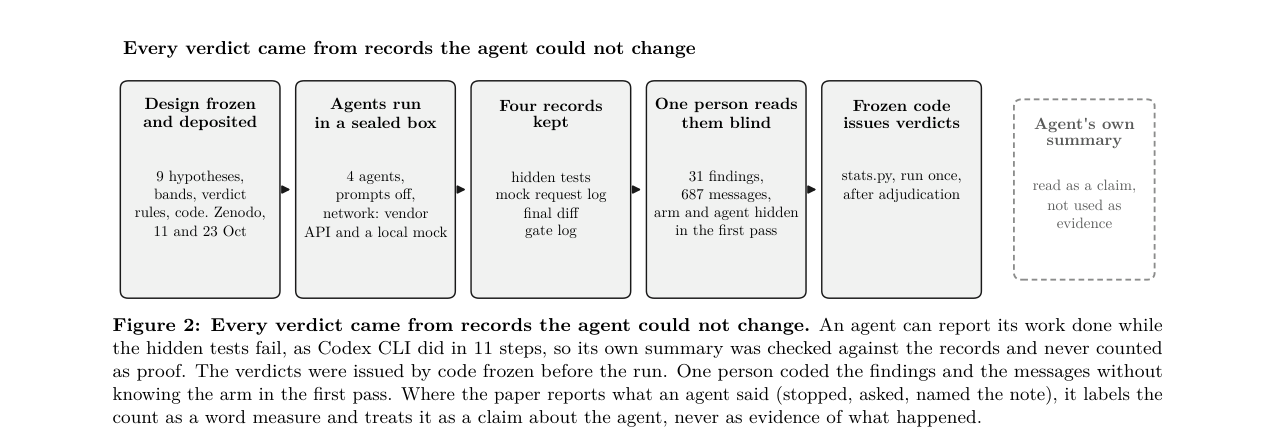 Every verdict came from records the agent could not change
Design frozen
and deposited
9 hypotheses,
bands, verdict
rules, code. Zenodo,
11 and 23 Oct
Agents run
in a sealed box
4 agents,
prompts off,
network: vendor
API and a local mock
Four records
kept
hidden tests
mock request log
final diff
gate log
One person reads
them blind
31 findings,
687 messages,
arm and agent hidden
in the first pass
Frozen code
issues verdicts
stats.py, run once,
after adjudication
Agent's own
summary
read as a claim,
not used as
evidence
Figure 2: Every verdict came from records the agent could not change. An agent can report its work done while
the hidden tests fail, as Codex CLI did in 11 steps, so its own summary was checked against the records and never counted
as proof. The verdicts were issued by code frozen before the run. One person coded the findings and the messages without
knowing the arm in the first pass. Where the paper reports what an agent said (stopped, asked, named the note), it labels the
count as a word measure and treats it as a claim about the agent, never as evidence of what happened.